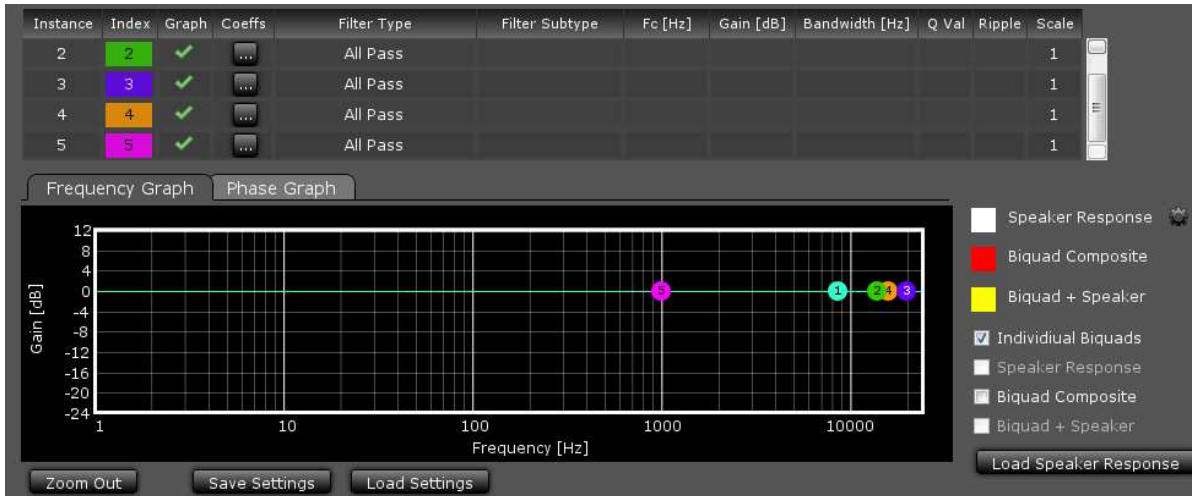 Instance Index Graph Coeffs Filter Type Filter Subtype Fc [Hz] Gain [dB] Bandwidth [Hz] Q Val Ripple Scale
2 2 ... All Pass 1
3 3 ... All Pass 1
4 4 ... All Pass 1
5 5 ... All Pass 1
Frequency Graph Phase Graph
12
8
4
0
-4
-8
-12
-16
-20
-24
Gain [dB]
5 1 2 4 3
1 10 100 1000 10000
Frequency [Hz]
Speaker Response
Biquad Composite
Biquad + Speaker
Individiual Biquads
Speaker Response
Biquad Composite
Biquad + Speaker
Load Speaker Response
Zoom Out Save Settings Load Settings